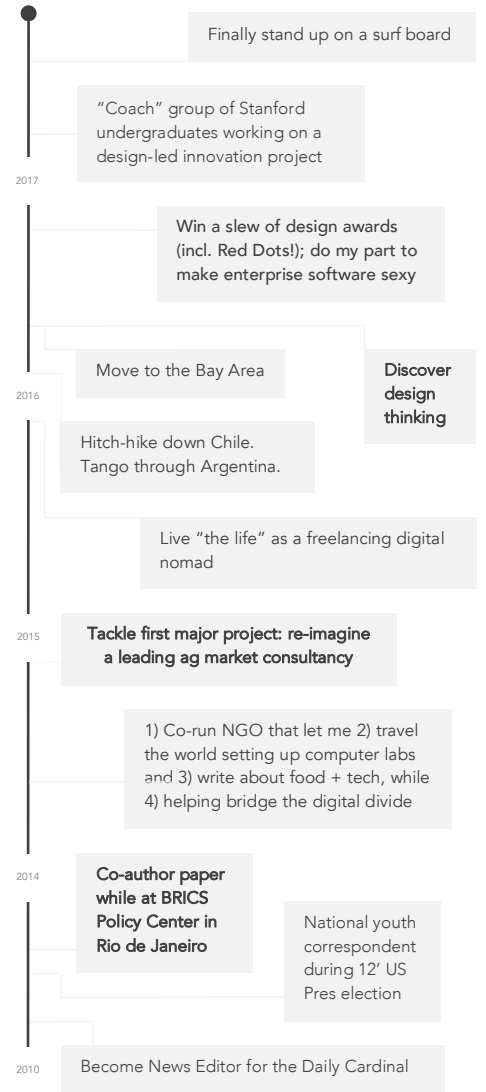 Finally stand up on a surf board
“Coach” group of Stanford
undergraduates working on a
design-led innovation project
2017
Win a slew of design awards
(incl. Red Dots!); do my part to
make enterprise software sexy
Move to the Bay Area
Discover
design
thinking
2016
Hitch-hike down Chile.
Tango through Argentina.
Live “the life” as a freelancing digital
nomad
2015
Tackle first major project: re-imagine
a leading ag market consultancy
1) Co-run NGO that let me 2) travel
the world setting up computer labs
and 3) write about food + tech, while
4) helping bridge the digital divide
2014
Co-author paper
while at BRICS
Policy Center in
Rio de Janeiro
National youth
correspondent
during 12’ US
Pres election
2010
Become News Editor for the Daily Cardinal